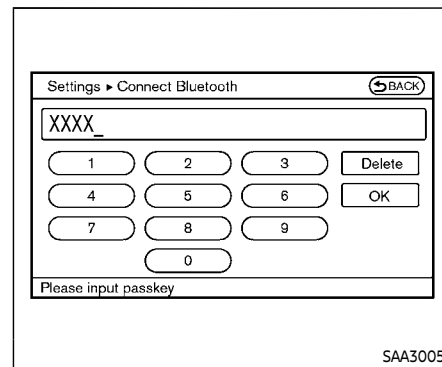 Settings ▸ Connect Bluetooth BACK
XXXX_
1 2 3 Delete
4 5 6 OK
7 8 9
0
Please input passkey
SAA3005